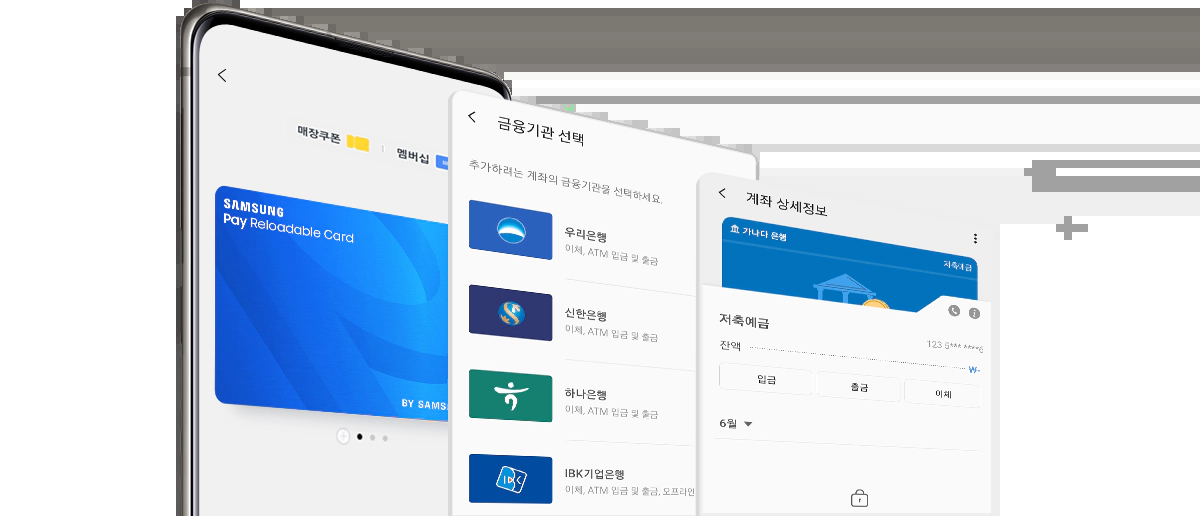 매장쿠폰
멤버십
SAMSUNG
Pay Reloadable Card
BY SAMS
금융기관 선택
추가하려는 계좌의 금융기관을 선택하세요.
우리은행
이체, ATM 입금 및 출금
신한은행
이체, ATM 입금 및 출금
하나은행
이체, ATM 입금 및 출금
IBK기업은행
이체, ATM 입금 및 출금, 오프라인
계좌 상세정보
가나다 은행
저축예금
저축예금
123 5*** ****6
잔액
₩-
입금
출금
이체
6월